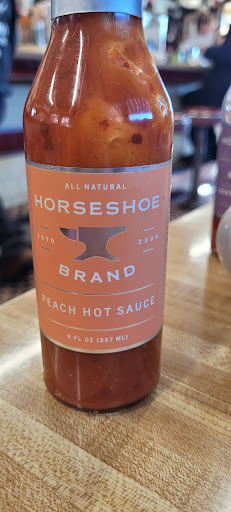 ALL NATURAL
HORSESHOE
ESTD 2008
BRAND
PEACH HOT SAUCE
8 FL OZ (237 ML)